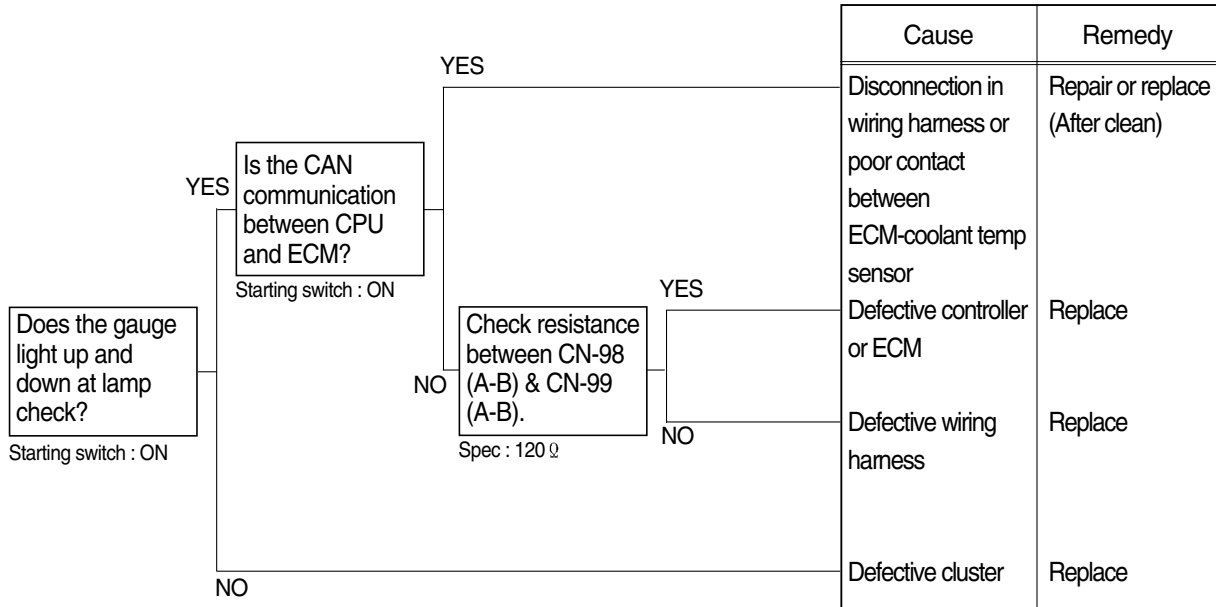 Cause
Remedy
YES
Disconnection in
wiring harness or
poor contact
between
ECM-coolant temp
sensor
Repair or replace
(After clean)
YES
Is the CAN
communication
between CPU
and ECM?
Starting switch : ON
Does the gauge
light up and
down at lamp
check?
Starting switch : ON
NO
Check resistance
between CN-98
(A-B) & CN-99
(A-B).
Spec : 120 Ω
YES
Defective controller
or ECM
Replace
NO
Defective wiring
harness
Replace
NO
Defective cluster
Replace